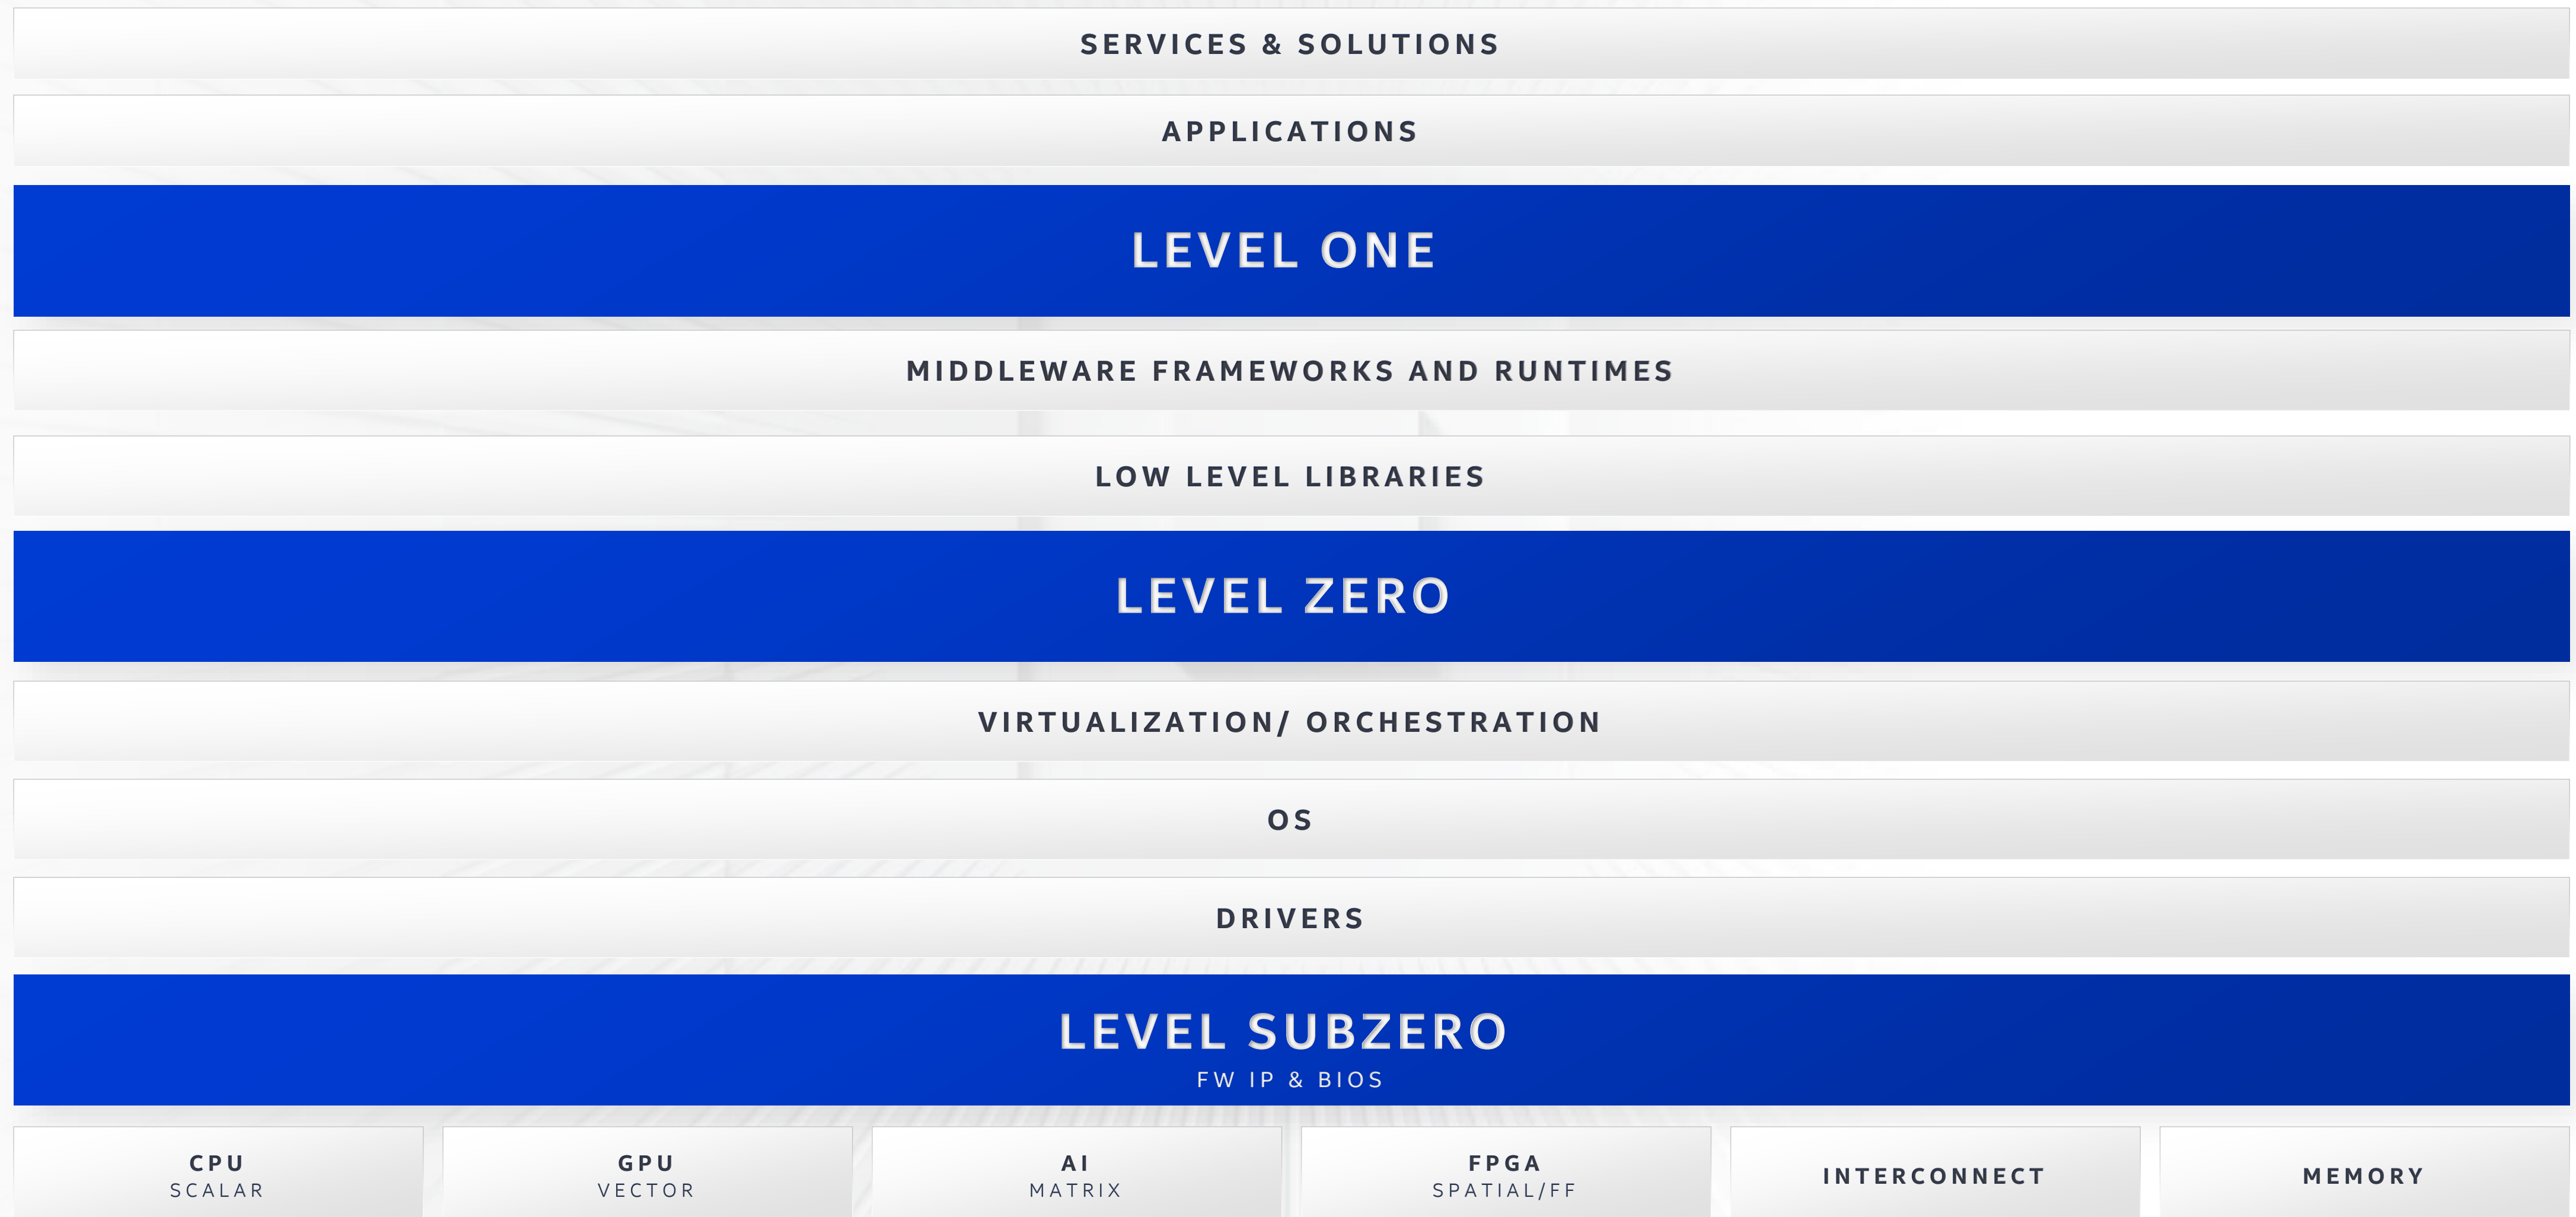 SERVICES & SOLUTIONS
APPLICATIONS
LEVEL ONE
MIDDLEWARE FRAMEWORKS AND RUNTIMES
LOW LEVEL LIBRARIES
LEVEL ZERO
VIRTUALIZATION/ ORCHESTRATION
OS
DRIVERS
LEVEL SUBZERO
FW IP & BIOS
CPU
SCALAR
GPU
VECTOR
AI
MATRIX
FPGA
SPATIAL/FF
INTERCONNECT
MEMORY